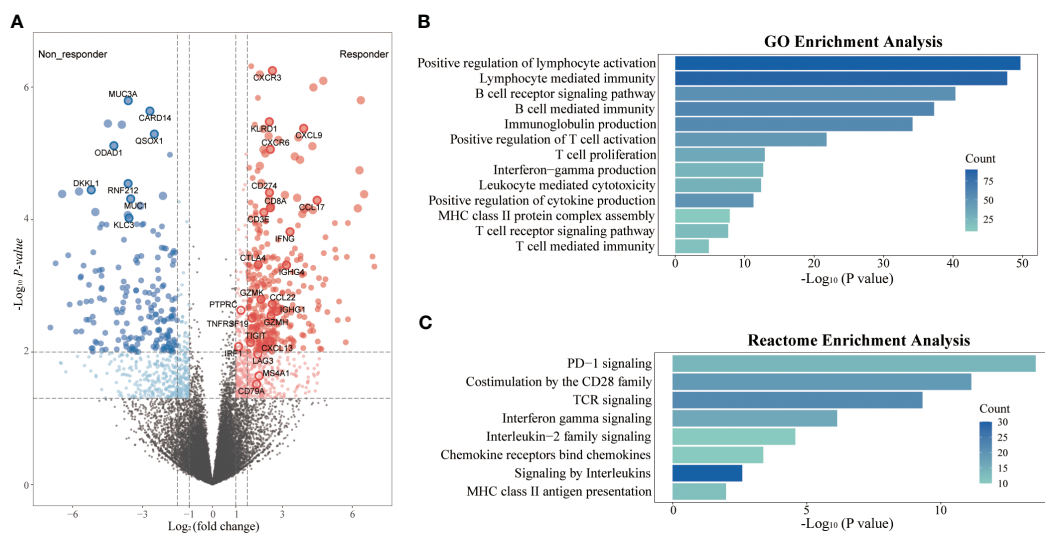 A
Non_responder
Responder
CXCR3
MUC3A
CARD14
KLRD1
CXCL9
QSOX1
CXCR6
ODAD1
DKKL1
RNF212
CD274
MUC1
CD8A
CCL17
KLC3
CD3E
IFNG
CTLA4
IGHG4
GZMK
CCL22
PTPRC
IGHG1
TNFRSF19
GZMH
TIGIT
IRF1
CXCL13
LAG3
MS4A1
CD79A
6
4
2
0
-Log₁₀ P-value
−6
−3
−1
0
1
3
6
Log₂ (fold change)
B
GO Enrichment Analysis
Positive regulation of lymphocyte activation
Lymphocyte mediated immunity
B cell receptor signaling pathway
B cell mediated immunity
Immunoglobulin production
Positive regulation of T cell activation
T cell proliferation
Interferon-gamma production
Leukocyte mediated cytotoxicity
Positive regulation of cytokine production
MHC class II protein complex assembly
T cell receptor signaling pathway
T cell mediated immunity
Count
75
50
25
0
10
20
30
40
50
-Log₁₀ (P value)
C
Reactome Enrichment Analysis
PD−1 signaling
Costimulation by the CD28 family
TCR signaling
Interferon gamma signaling
Interleukin−2 family signaling
Chemokine receptors bind chemokines
Signaling by Interleukins
MHC class II antigen presentation
Count
30
25
20
15
10
0
5
10
-Log₁₀ (P value)